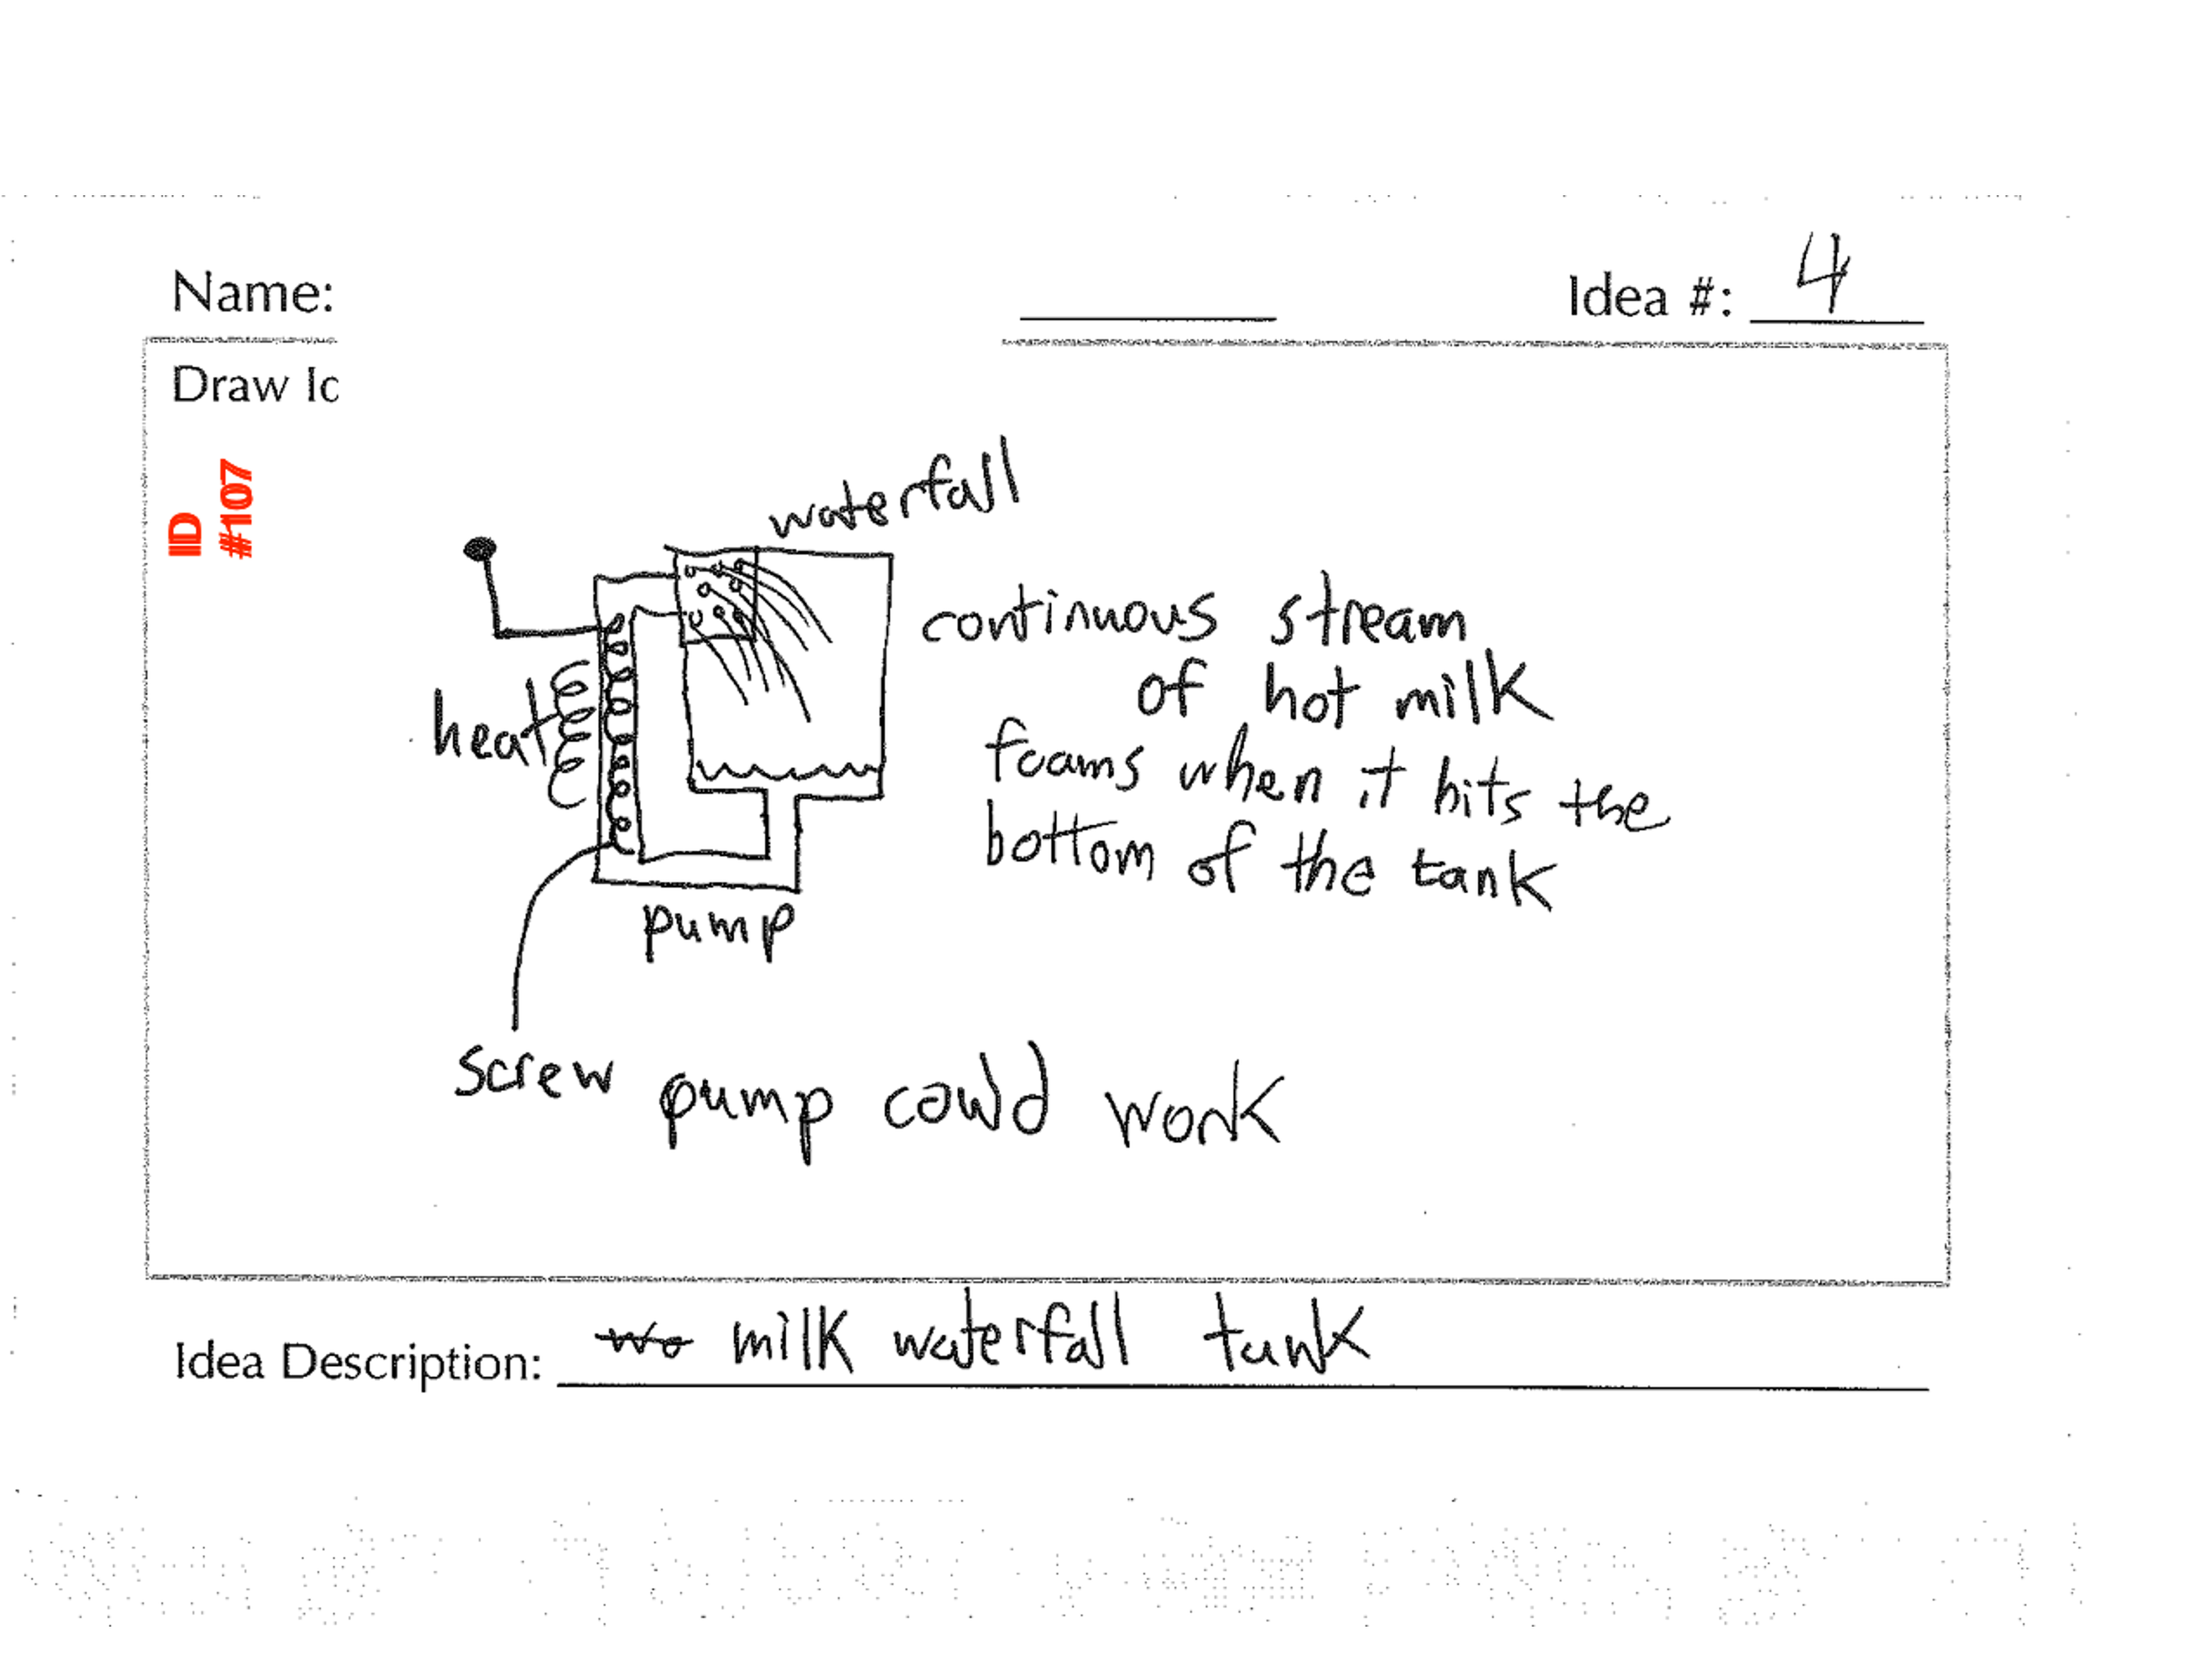 Name:
Idea #: 4
Draw Id
ID
#107
waterfall
continuous stream
of hot milk
heat
foams when it hits the
bottom of the tank
pump
screw pump could work
Idea Description: wo milk waterfall tank